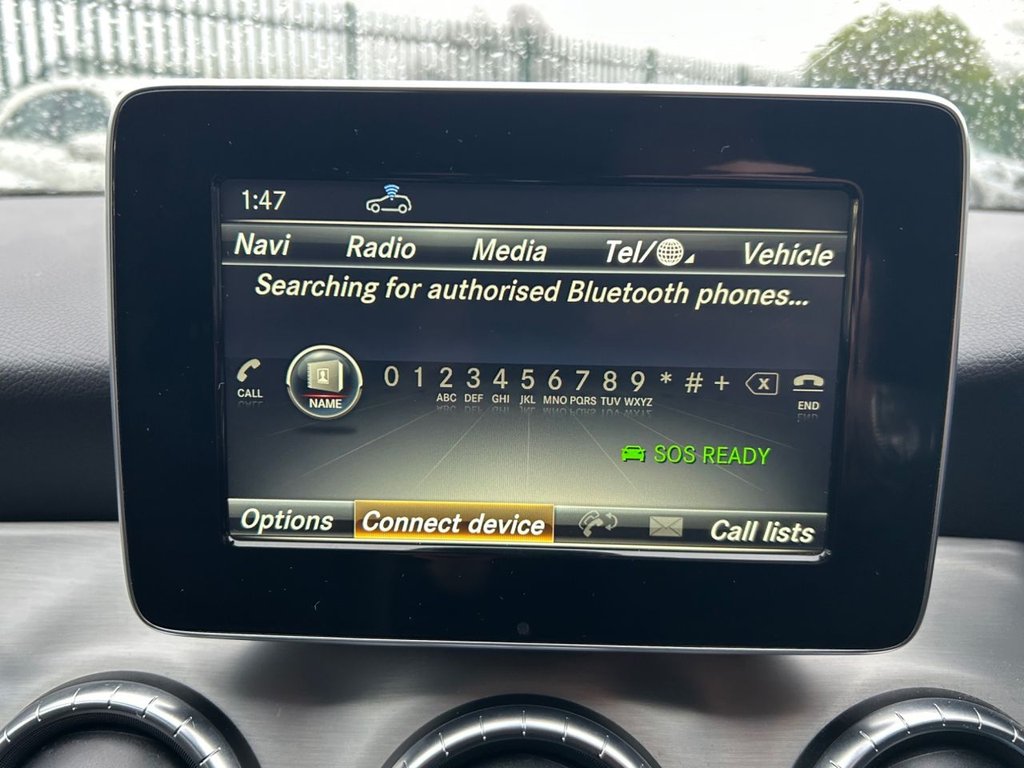 1:47
Navi Radio Media Tel/ Vehicle
Searching for authorised Bluetooth phones...
CALL NAME 0 1 2 3 4 5 6 7 8 9 * # + x END
ABC DEF GHI JKL MNO PQRS TUV WXYZ
SOS READY
Options Connect device Call lists